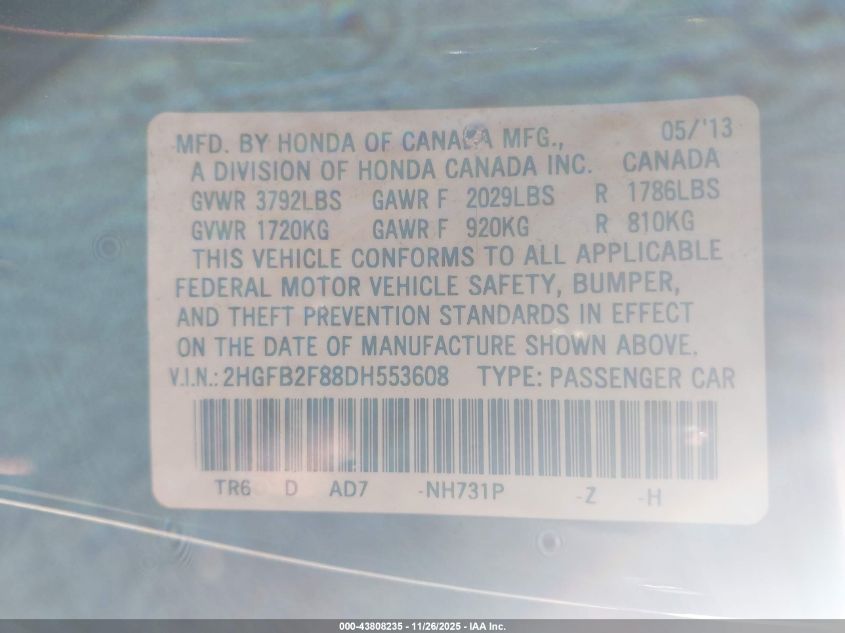 MFD. BY HONDA OF CANADA MFG., 05/'13
A DIVISION OF HONDA CANADA INC. CANADA
GVWR 3792LBS GAWR F 2029LBS R 1786LBS
GVWR 1720KG GAWR F 920KG R 810KG
THIS VEHICLE CONFORMS TO ALL APPLICABLE
FEDERAL MOTOR VEHICLE SAFETY, BUMPER,
AND THEFT PREVENTION STANDARDS IN EFFECT
ON THE DATE OF MANUFACTURE SHOWN ABOVE.
V.I.N.: 2HGFB2F88DH553608 TYPE: PASSENGER CAR
TR6 D AD7 -NH731P -Z -H
000-43808235 - 11/26/2025 - IAA Inc.